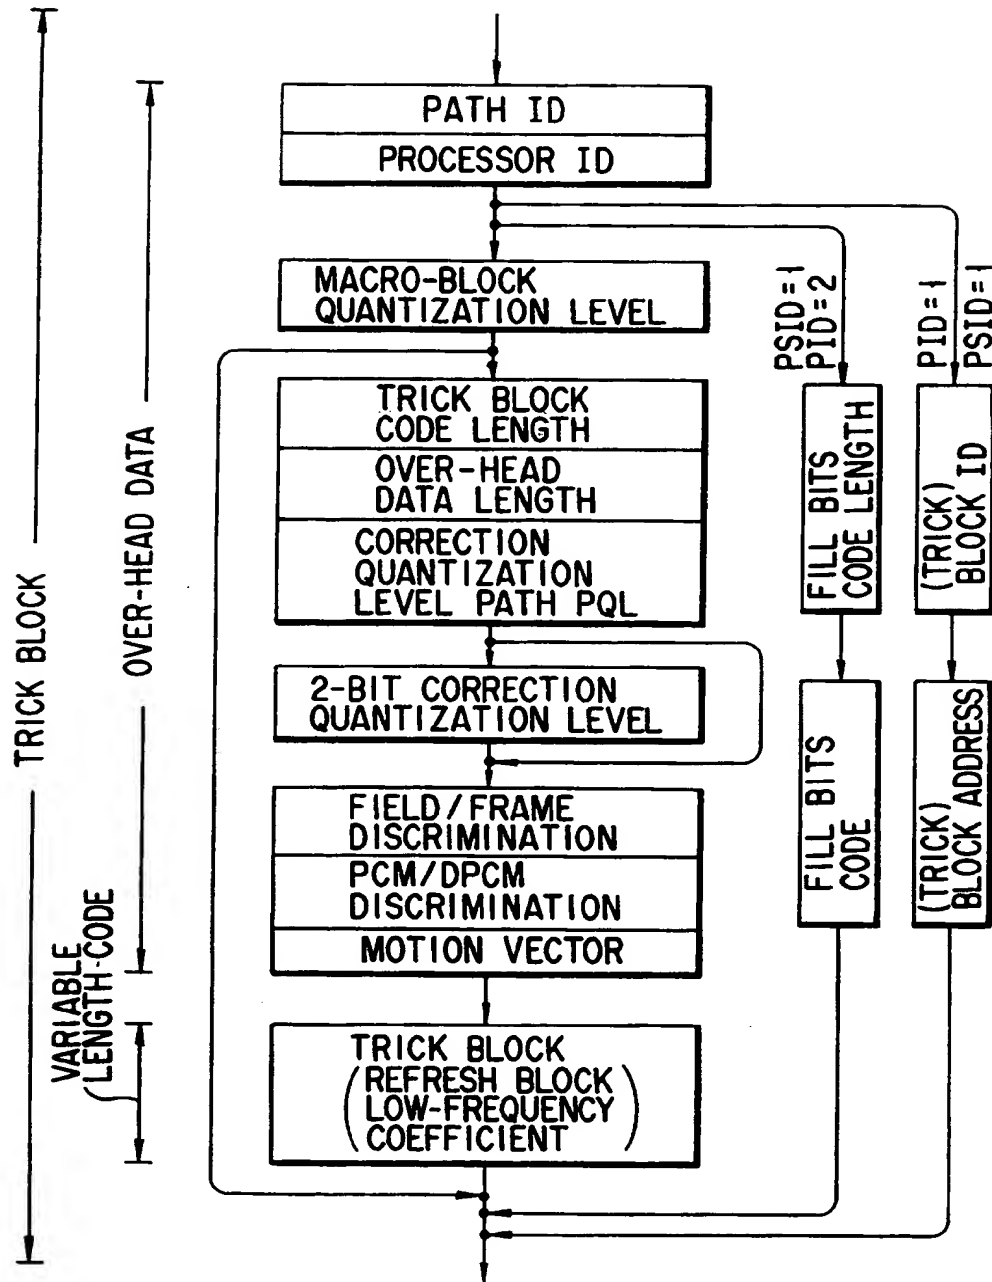 PATH ID
PROCESSOR ID
MACRO-BLOCK
QUANTIZATION LEVEL
TRICK BLOCK
CODE LENGTH
OVER-HEAD
DATA LENGTH
CORRECTION
QUANTIZATION
LEVEL PATH PQL
2-BIT CORRECTION
QUANTIZATION LEVEL
FIELD/FRAME
DISCRIMINATION
PCM/DPCM
DISCRIMINATION
MOTION VECTOR
TRICK BLOCK
(REFRESH BLOCK
LOW-FREQUENCY
COEFFICIENT)
PSID=1
PID=2
FILL BITS
CODE LENGTH
FILL BITS
CODE
PID=1
PSID=1
(TRICK)
BLOCK ID
(TRICK)
BLOCK ADDRESS
TRICK BLOCK
OVER-HEAD DATA
VARIABLE
LENGTH-CODE